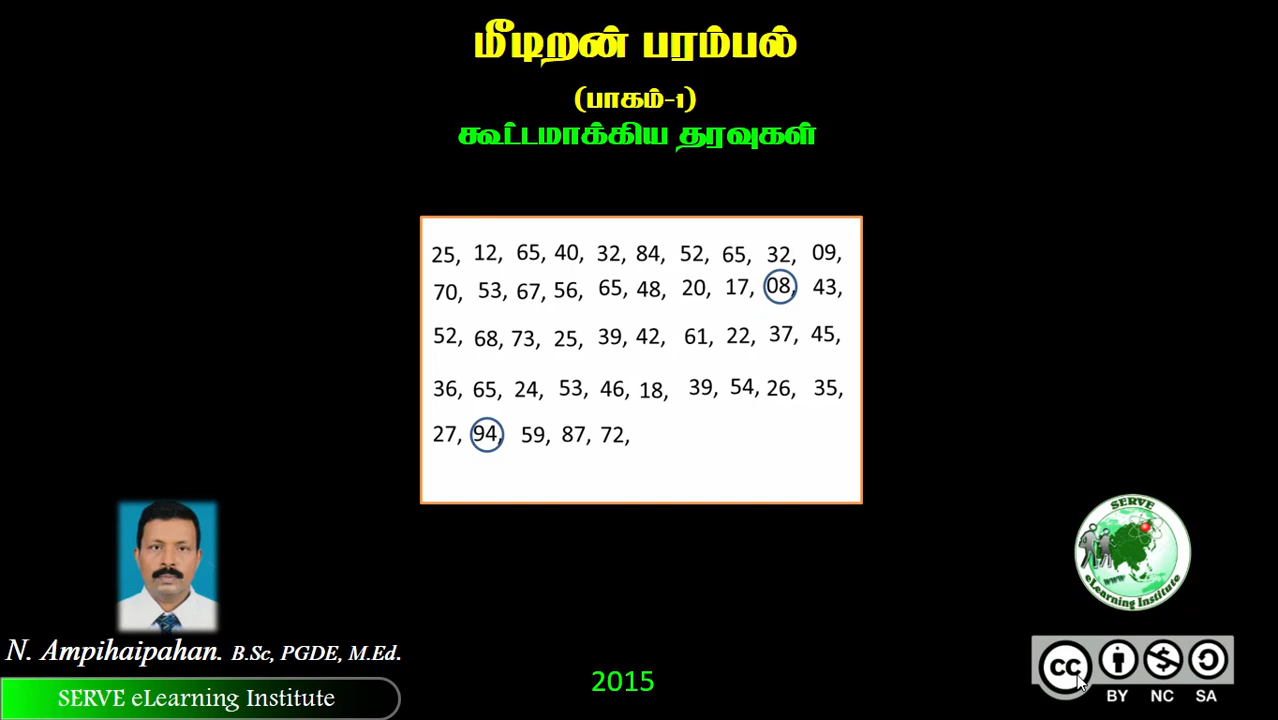 மீடிறன் பரம்பல்
(பாகம்-1)
கூட்டமாக்கிய தரவுகள்
25, 12, 65, 40, 32, 84, 52, 65, 32, 09,
70, 53, 67, 56, 65, 48, 20, 17, 08, 43,
52, 68, 73, 25, 39, 42, 61, 22, 37, 45,
36, 65, 24, 53, 46, 18, 39, 54, 26, 35,
27, 94, 59, 87, 72,
SERVE
www
eLearning Institute
N. Ampihaipahan. B.Sc, PGDE, M.Ed.
SERVE eLearning Institute
2015
cc
BY NC SA